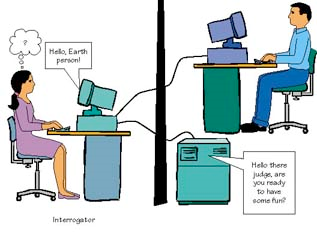 ?
Hello, Earth
person!
Hello there
judge, are
you ready
to have
some fun?
Interrogator